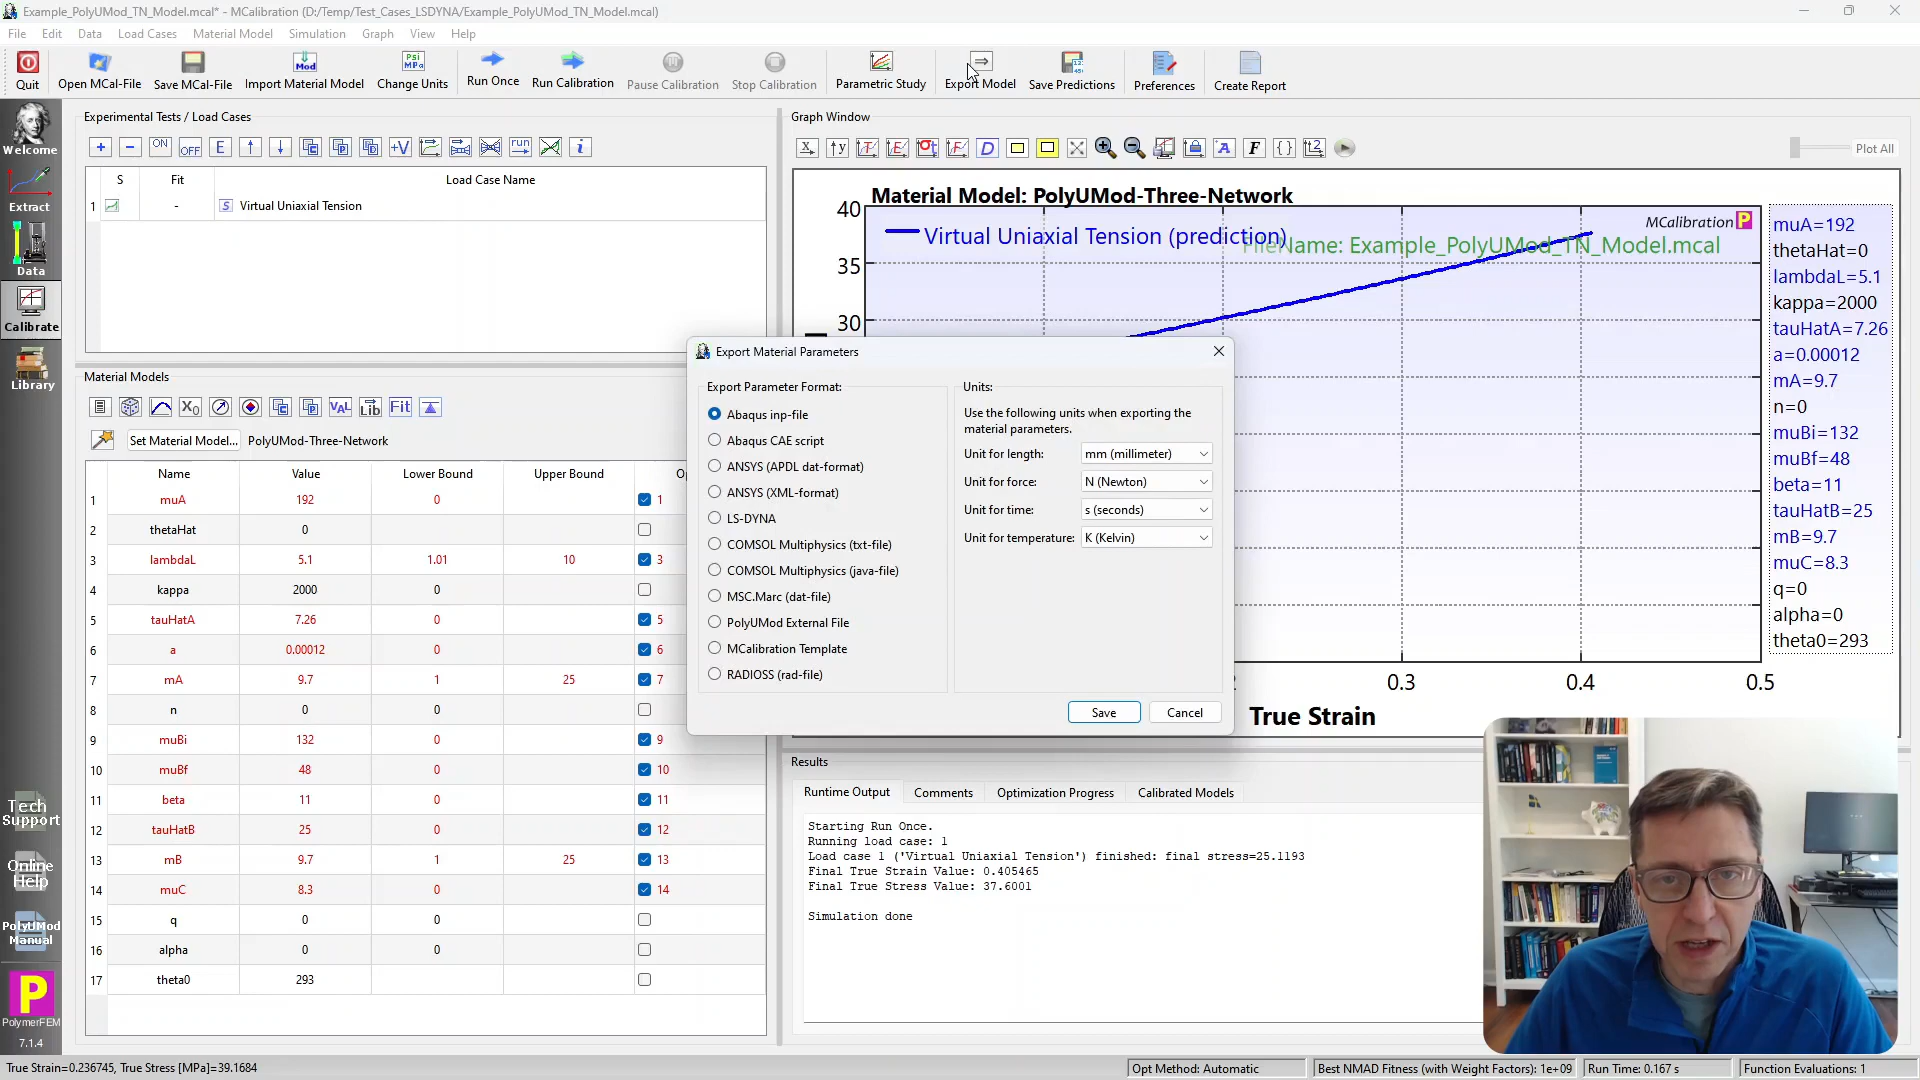 Example_PolyUMod_TN_Model.mcal* - MCalibration (D:/Temp/Test_Cases_LSDYNA/Example_PolyUMod_TN_Model.mcal)
File Edit Data Load Cases Material Model Simulation Graph View Help
Quit Open MCal-File Save MCal-File Import Material Model Change Units Run Once Run Calibration Pause Calibration Stop Calibration Parametric Study Export Model Save Predictions Preferences Create Report
Welcome
Extract
Data
Calibrate
Library
Tech Support
Online Help
PolyUMod Manual
PolymerFEM
7.1.4
Experimental Tests / Load Cases
S Fit Load Case Name
1 - S Virtual Uniaxial Tension
Material Models
Set Material Model... PolyUMod-Three-Network
Name Value Lower Bound Upper Bound Op
1 muA 192 0 1
2 thetaHat 0
3 lambdaL 5.1 1.01 10 3
4 kappa 2000 0
5 tauHatA 7.26 0 5
6 a 0.00012 0 6
7 mA 9.7 1 25 7
8 n 0 0
9 muBi 132 0 9
10 muBf 48 0 10
11 beta 11 0 11
12 tauHatB 25 0 12
13 mB 9.7 1 25 13
14 muC 8.3 0 14
15 q 0 0
16 alpha 0 0
17 theta0 293
Graph Window
Plot All
Material Model: PolyUMod-Three-Network
Virtual Uniaxial Tension (prediction)
FileName: Example_PolyUMod_TN_Model.mcal
MCalibration P
40
35
30
0.3 0.4 0.5
True Strain
muA=192
thetaHat=0
lambdaL=5.1
kappa=2000
tauHatA=7.26
a=0.00012
mA=9.7
n=0
muBi=132
muBf=48
beta=11
tauHatB=25
mB=9.7
muC=8.3
q=0
alpha=0
theta0=293
Export Material Parameters
Export Parameter Format:
Abaqus inp-file
Abaqus CAE script
ANSYS (APDL dat-format)
ANSYS (XML-format)
LS-DYNA
COMSOL Multiphysics (txt-file)
COMSOL Multiphysics (java-file)
MSC.Marc (dat-file)
PolyUMod External File
MCalibration Template
RADIOSS (rad-file)
Units:
Use the following units when exporting the
material parameters.
Unit for length: mm (millimeter)
Unit for force: N (Newton)
Unit for time: s (seconds)
Unit for temperature: K (Kelvin)
Save Cancel
Results
Runtime Output Comments Optimization Progress Calibrated Models
Starting Run Once.
Running load case: 1
Load case 1 ('Virtual Uniaxial Tension') finished: final stress=25.1193
Final True Strain Value: 0.405465
Final True Stress Value: 37.6001
Simulation done
True Strain=0.236745, True Stress [MPa]=39.1684
Opt Method: Automatic
Best NMAD Fitness (with Weight Factors): 1e+09
Run Time: 0.167 s
Function Evaluations: 1